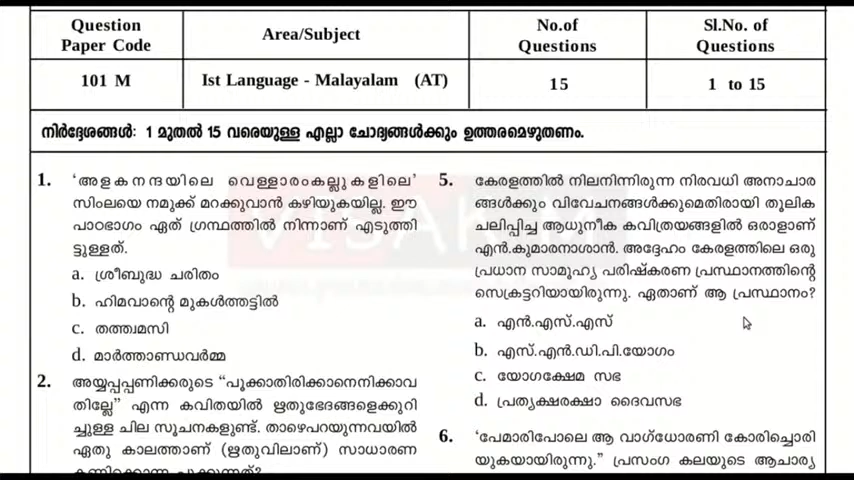 Question Paper Code
Area/Subject
No.of Questions
Sl.No. of Questions
101 M
Ist Language - Malayalam (AT)
15
1 to 15
നിർദ്ദേശങ്ങൾ: 1 മുതൽ 15 വരെയുള്ള എല്ലാ ചോദ്യങ്ങൾക്കും ഉത്തരമെഴുതണം.
1. 'അളകനന്ദയിലെ വെള്ളാരംകല്ലുകളിലെ'
സിംലയെ നമുക്ക് മറക്കുവാൻ കഴിയുകയില്ല. ഈ
പാഠഭാഗം ഏത് ഗ്രന്ഥത്തിൽ നിന്നാണ് എടുത്തി
ട്ടുള്ളത്.
a. ശ്രീബുദ്ധ ചരിതം
b. ഹിമവാന്റെ മുകൾത്തട്ടിൽ
c. തത്ത്വമസി
d. മാർത്താണ്ഡവർമ്മ
2. അയ്യപ്പപ്പണിക്കരുടെ "പൂക്കാതിരിക്കാനെനിക്കാവ
തില്ലേ" എന്ന കവിതയിൽ ഋതുഭേദങ്ങളെക്കുറി
ച്ചുള്ള ചില സൂചനകളുണ്ട്. താഴെപറയുന്നവയിൽ
ഏതു കാലത്താണ് (ഋതുവിലാണ്) സാധാരണ
കണിക്കൊന്ന പൂക്കുന്നത്?
5. കേരളത്തിൽ നിലനിന്നിരുന്ന നിരവധി അനാചാര
ങ്ങൾക്കും വിവേചനങ്ങൾക്കുമെതിരായി തൂലിക
ചലിപ്പിച്ച ആധുനീക കവിത്രയങ്ങളിൽ ഒരാളാണ്
എൻ.കുമാരനാശാൻ. അദ്ദേഹം കേരളത്തിലെ ഒരു
പ്രധാന സാമൂഹ്യ പരിഷ്കരണ പ്രസ്ഥാനത്തിന്റെ
സെക്രട്ടറിയായിരുന്നു. ഏതാണ് ആ പ്രസ്ഥാനം?
a. എൻ.എസ്.എസ്
b. എസ്.എൻ.ഡി.പി.യോഗം
c. യോഗക്ഷേമ സഭ
d. പ്രത്യക്ഷരക്ഷാ ദൈവസഭ
6. 'പേമാരിപോലെ ആ വാഗ്ധോരണി കോരിച്ചൊരി
യുകയായിരുന്നു." പ്രസംഗ കലയുടെ ആചാര്യ